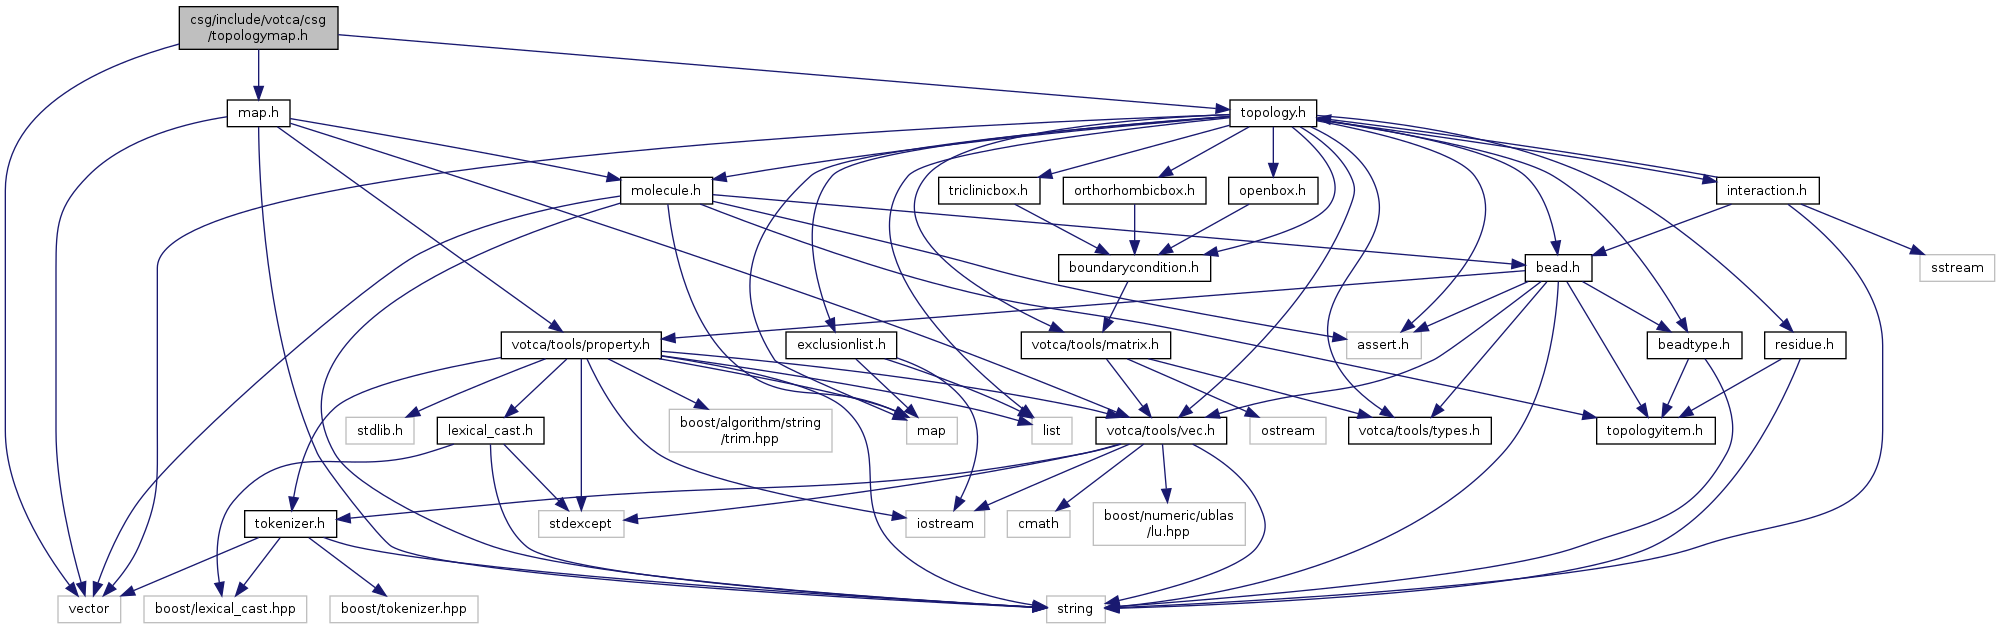 csg/include/votca/csg
/topologymap.h
map.h
topology.h
molecule.h
triclinicbox.h
orthorhombicbox.h
openbox.h
interaction.h
boundarycondition.h
bead.h
sstream
votca/tools/property.h
exclusionlist.h
votca/tools/matrix.h
assert.h
beadtype.h
residue.h
stdlib.h
lexical_cast.h
boost/algorithm/string
/trim.hpp
map
list
votca/tools/vec.h
ostream
votca/tools/types.h
topologyitem.h
tokenizer.h
stdexcept
iostream
cmath
boost/numeric/ublas
/lu.hpp
vector
boost/lexical_cast.hpp
boost/tokenizer.hpp
string